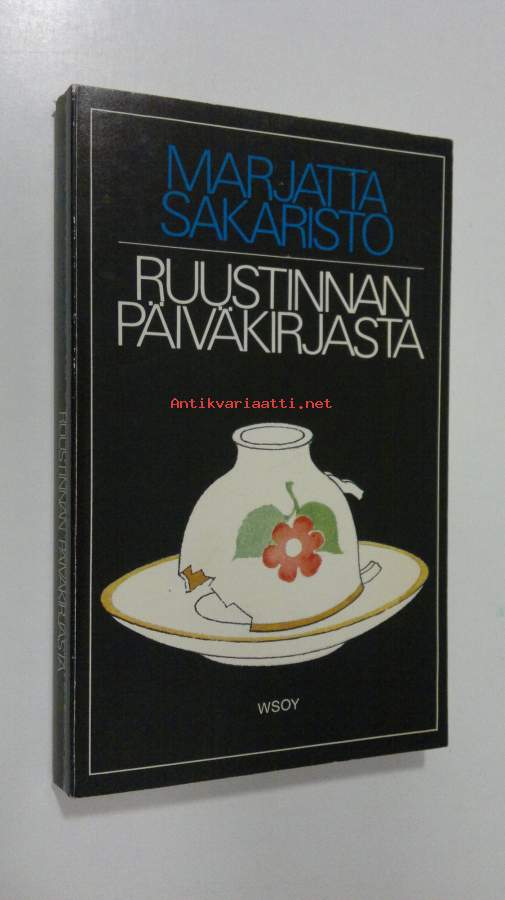 MARJATTA
SAKARISTO
RUUSTINNAN
PÄIVÄKIRJASTA
Antikvariaatti.net
WSOY
RUUSTINNAN PÄIVÄKIRJASTA